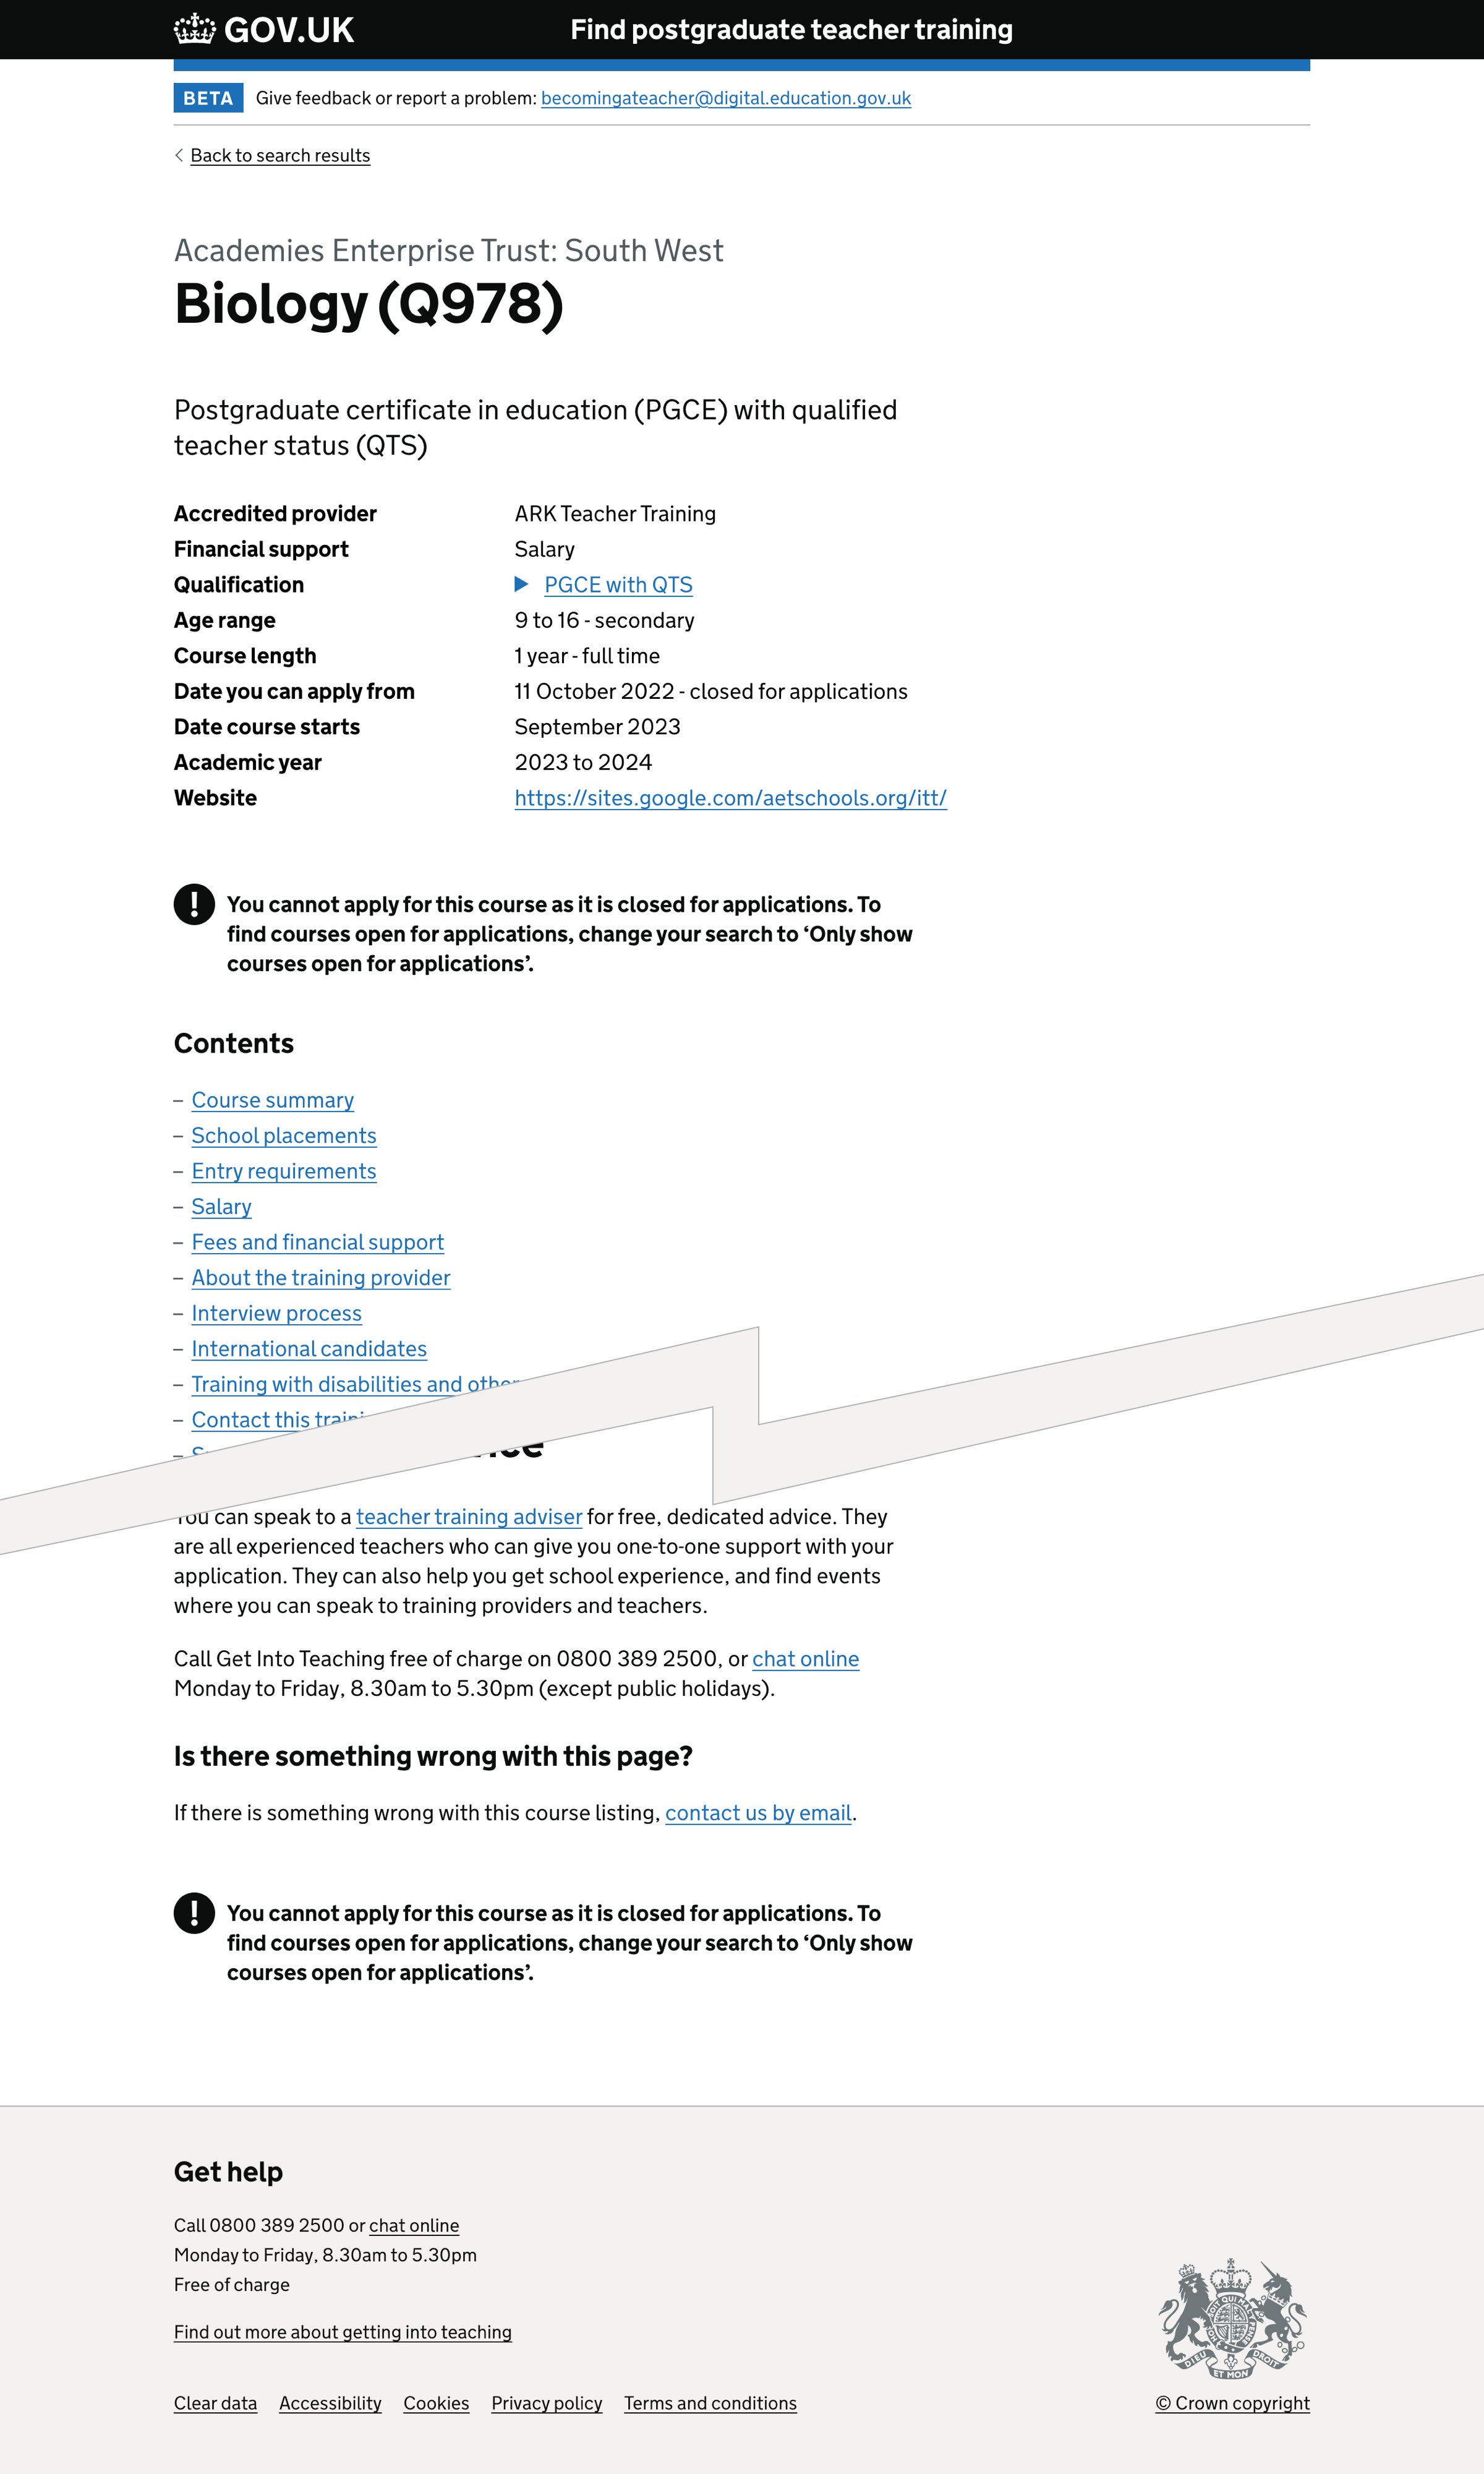 GOV.UK
Find postgraduate teacher training
BETA Give feedback or report a problem: becomingateacher@digital.education.gov.uk
Back to search results
Academies Enterprise Trust: South West
Biology (Q978)
Postgraduate certificate in education (PGCE) with qualified
teacher status (QTS)
Accredited provider ARK Teacher Training
Financial support Salary
Qualification PGCE with QTS
Age range 9 to 16 - secondary
Course length 1 year - full time
Date you can apply from 11 October 2022 - closed for applications
Date course starts September 2023
Academic year 2023 to 2024
Website https://sites.google.com/aetschools.org/itt/
! You cannot apply for this course as it is closed for applications. To
find courses open for applications, change your search to ‘Only show
courses open for applications’.
Contents
– Course summary
– School placements
– Entry requirements
– Salary
– Fees and financial support
– About the training provider
– Interview process
– International candidates
– Training with disabilities and other
– Contact this
You can speak to a teacher training adviser for free, dedicated advice. They
are all experienced teachers who can give you one-to-one support with your
application. They can also help you get school experience, and find events
where you can speak to training providers and teachers.
Call Get Into Teaching free of charge on 0800 389 2500, or chat online
Monday to Friday, 8.30am to 5.30pm (except public holidays).
Is there something wrong with this page?
If there is something wrong with this course listing, contact us by email.
! You cannot apply for this course as it is closed for applications. To
find courses open for applications, change your search to ‘Only show
courses open for applications’.
Get help
Call 0800 389 2500 or chat online
Monday to Friday, 8.30am to 5.30pm
Free of charge
Find out more about getting into teaching
DIEU ET MON DROIT
Clear data Accessibility Cookies Privacy policy Terms and conditions
© Crown copyright